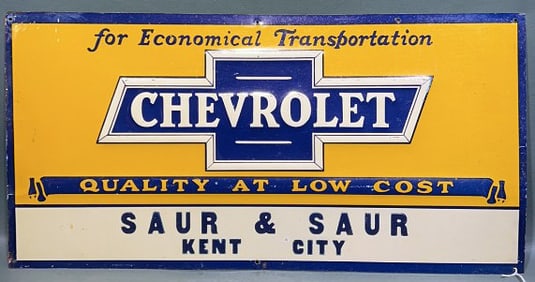 for Economical Transportation
CHEVROLET
QUALITY AT LOW COST
SAUR & SAUR
KENT CITY